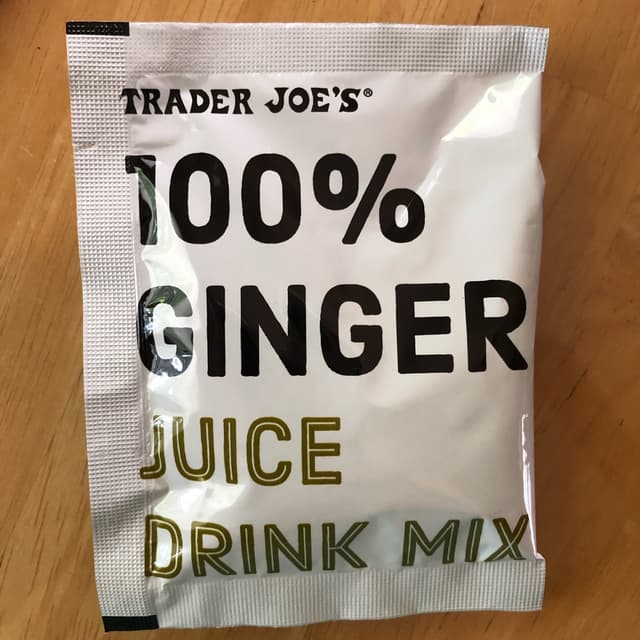 TRADER JOE'S®
100%
GINGER
JUICE
DRINK MIX